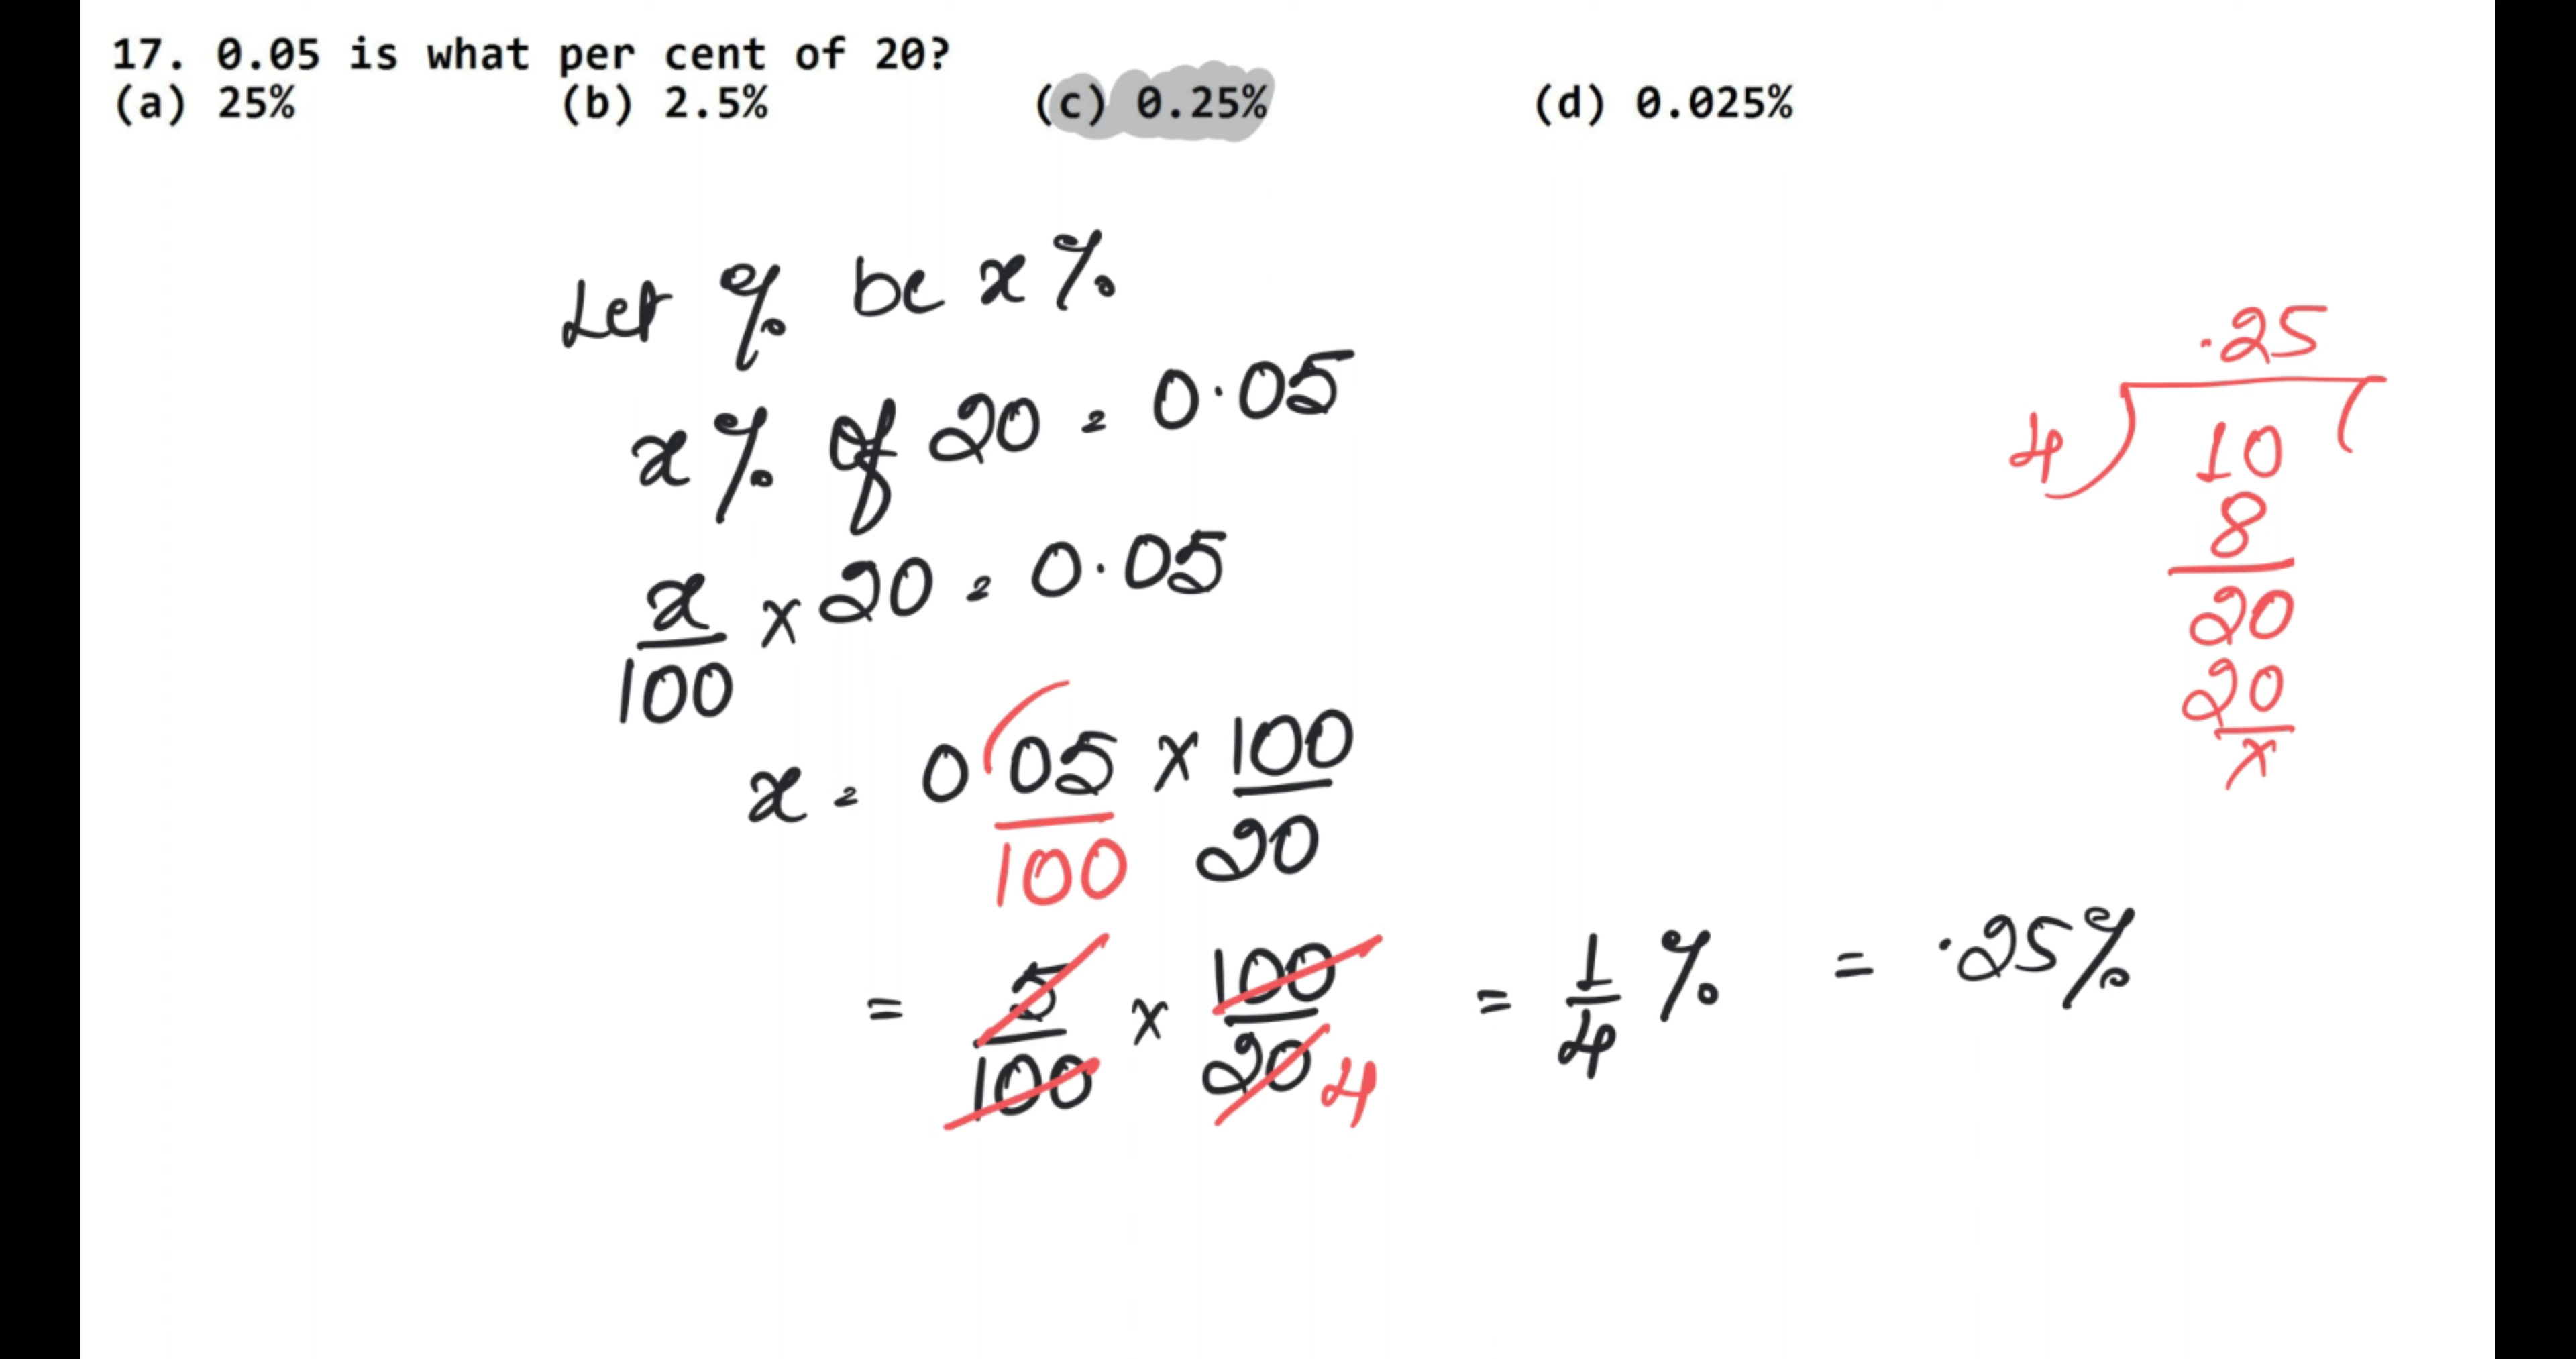 17. 0.05 is what per cent of 20?
(a) 25% (b) 2.5% (c) 0.25% (d) 0.025%
Let % be x%
x% of 20 = 0.05
x/100 × 20 = 0.05
x = 0.05/100 × 100/20
= 5/100 × 100/20 4 = 1/4 % = .25%
.25
4) 10 (
8
20
20
x